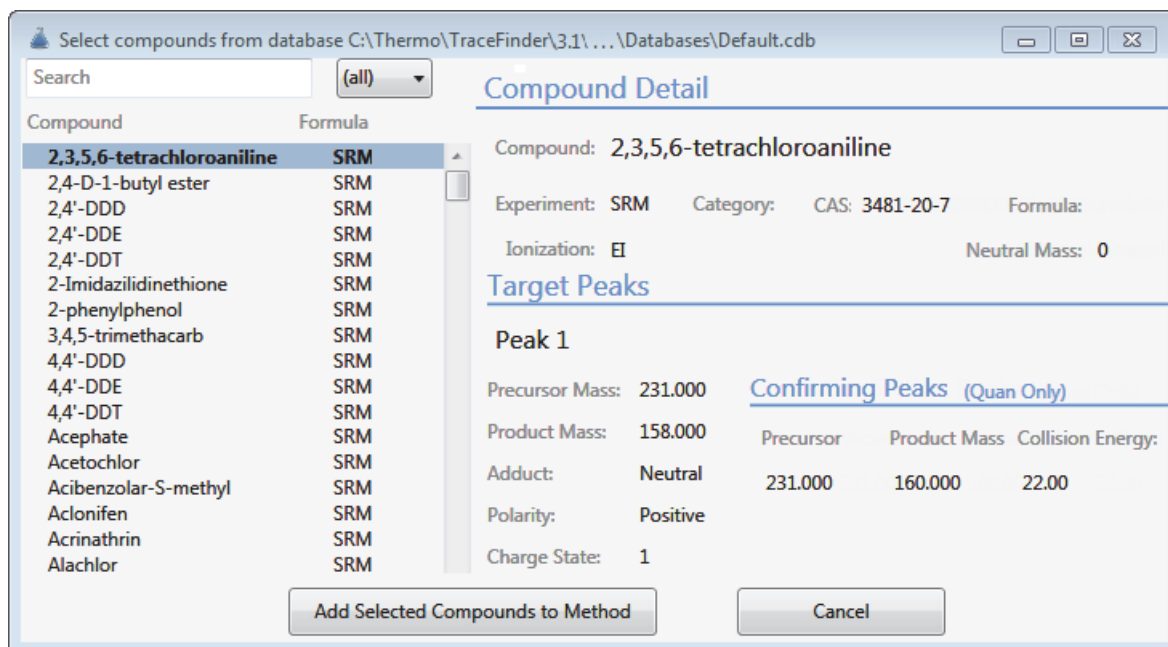 Select compounds from database C:\Thermo\TraceFinder\3.1\ ...\Databases\Default.cdb
Search (all)
Compound Formula
2,3,5,6-tetrachloroaniline SRM
2,4-D-1-butyl ester SRM
2,4'-DDD SRM
2,4'-DDE SRM
2,4'-DDT SRM
2-Imidazilidinethione SRM
2-phenylphenol SRM
3,4,5-trimethacarb SRM
4,4'-DDD SRM
4,4'-DDE SRM
4,4'-DDT SRM
Acephate SRM
Acetochlor SRM
Acibenzolar-S-methyl SRM
Aclonifen SRM
Acrinathrin SRM
Alachlor SRM
Compound Detail
Compound: 2,3,5,6-tetrachloroaniline
Experiment: SRM Category: CAS: 3481-20-7 Formula:
Ionization: EI Neutral Mass: 0
Target Peaks
Peak 1
Precursor Mass: 231.000
Product Mass: 158.000
Adduct: Neutral
Polarity: Positive
Charge State: 1
Confirming Peaks (Quan Only)
Precursor Product Mass Collision Energy:
231.000 160.000 22.00
Add Selected Compounds to Method Cancel